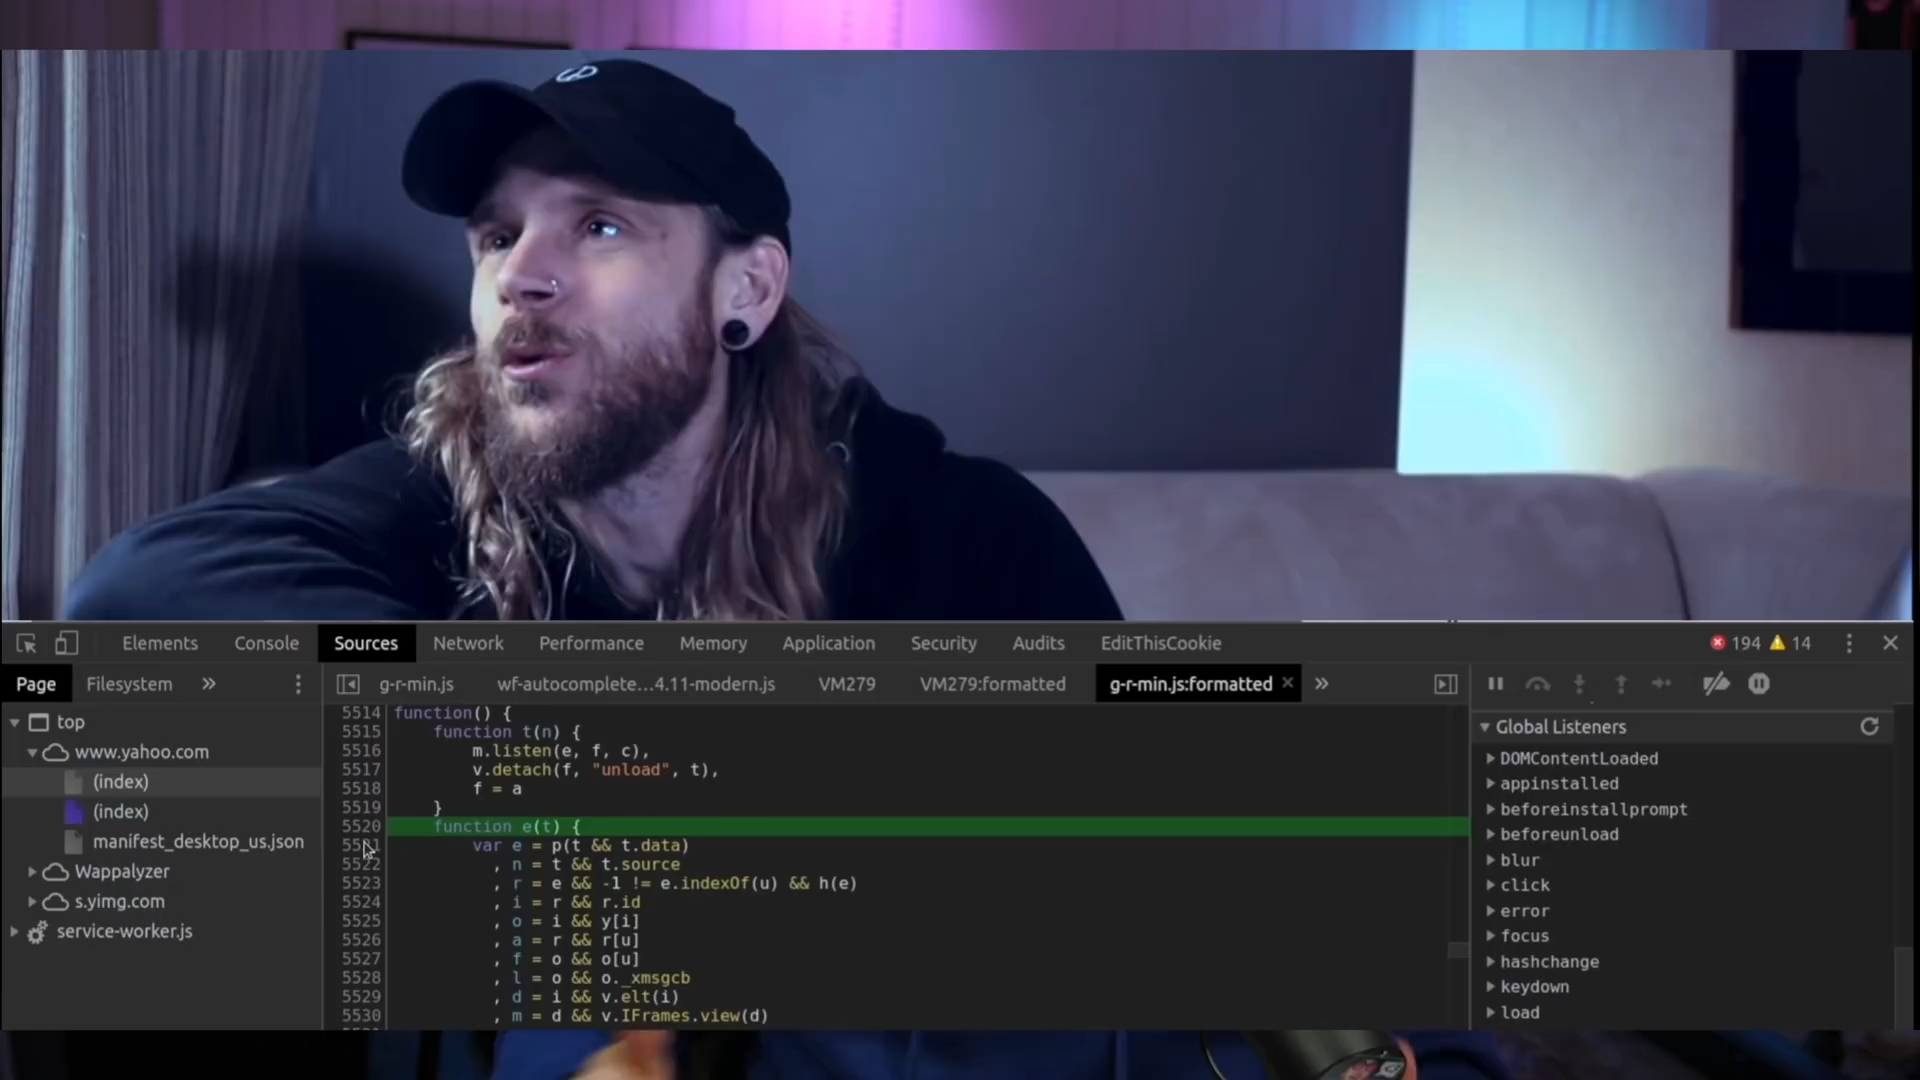 Elements Console Sources Network Performance Memory Application Security Audits EditThisCookie 194 14
Page Filesystem »
g-r-min.js wf-autocomplete...4.11-modern.js VM279 VM279:formatted g-r-min.js:formatted × »
top
www.yahoo.com
(index)
(index)
manifest_desktop_us.json
Wappalyzer
s.yimg.com
service-worker.js
5514 function() {
5515 function t(n) {
5516 m.listen(e, f, c),
5517 v.detach(f, "unload", t),
5518 f = a
5519 }
5520 function e(t) {
var e = p(t && t.data)
5522 , n = t && t.source
5523 , r = e && -1 != e.indexOf(u) && h(e)
5524 , i = r && r.id
5525 , o = i && y[i]
5526 , a = r && r[u]
5527 , f = o && o[u]
5528 , l = o && o._xmsgcb
5529 , d = i && v.elt(i)
5530 , m = d && v.IFrames.view(d)
Global Listeners
DOMContentLoaded
appinstalled
beforeinstallprompt
beforeunload
blur
click
error
focus
hashchange
keydown
load